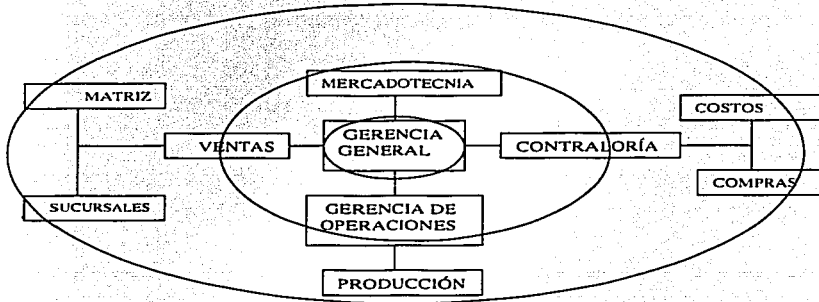 MERCADOTECNIA
MATRIZ
COSTOS
VENTAS
GERENCIA
GENERAL
CONTRALORÍA
COMPRAS
SUCURSALES
GERENCIA DE
OPERACIONES
PRODUCCIÓN